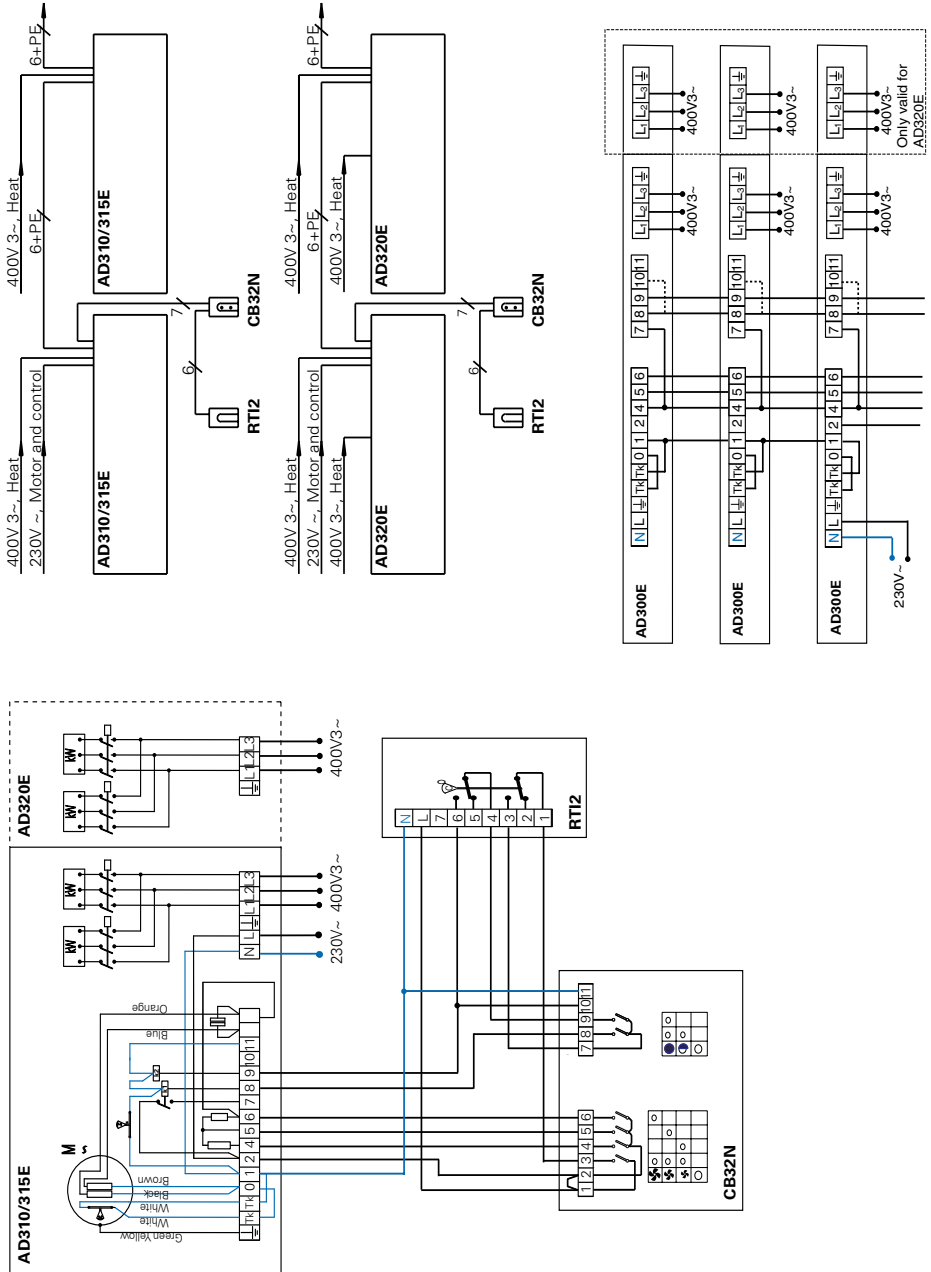 400V 3~, Heat
6+PE
6+PE
AD310/315E
400V 3~, Heat
230V ~, Motor and control
AD310/315E
7
CB32N
6
RTI2
400V 3~, Heat
6+PE
6+PE
400V 3~, Heat
AD320E
400V 3~, Heat
230V ~, Motor and control
400V 3~, Heat
AD320E
7
CB32N
6
RTI2
AD300E
N L Tk Tk 0 1 2 4 5 6
7 8 9 10 11
L1 L2 L3
400V3~
L1 L2 L3
400V3~
AD300E
N L Tk Tk 0 1 2 4 5 6
7 8 9 10 11
L1 L2 L3
400V3~
L1 L2 L3
400V3~
AD300E
N L Tk Tk 0 1 2 4 5 6
7 8 9 10 11
L1 L2 L3
400V3~
L1 L2 L3
400V3~
Only valid for
AD320E
230V~
AD310/315E
M
~
Green Yellow
White
White
Black
Brown
Blue
Orange
Tk Tk 0 1 2 4 5 6 7 8 9 10 11
kW
kW
N L L1 L2 L3
230V~
400V3~
AD320E
kW
kW
L1 L2 L3
400V3~
N
L
7
6
5
4
3
2
1
RTI2
1 2 3 4 5 6
7 8 9 10 11
CB32N